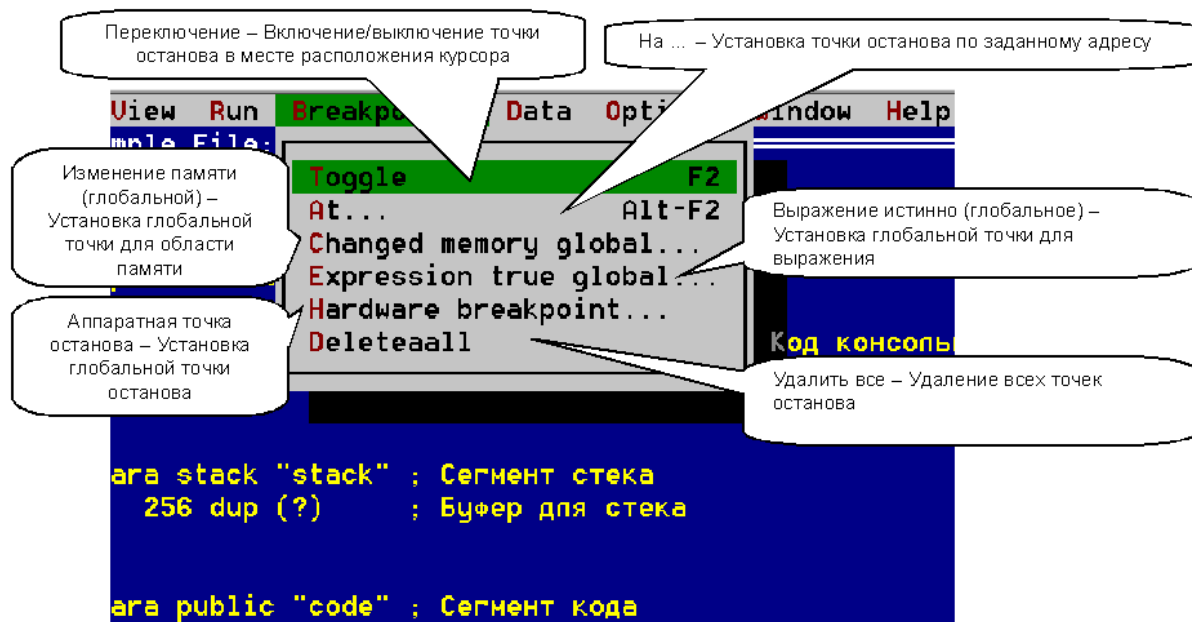 Переключение – Включение/выключение точки
останова в месте расположения курсора
На ... – Установка точки останова по заданному адресу
View Run Breakpo Data Opti indow Help
mple File:
Изменение памяти
(глобальной) –
Установка глобальной
точки для области
памяти
Toggle F2
At... Alt-F2
Changed memory global...
Expression true global...
Hardware breakpoint...
Deleteaall
Выражение истинно (глобальное) –
Установка глобальной точки для
выражения
Аппаратная точка
останова – Установка
глобальной точки
останова
Код консоль
Удалить все – Удаление всех точек
останова
ara stack "stack" ; Сегмент стека
256 dup (?) ; Буфер для стека
ara public "code" ; Сегмент кода